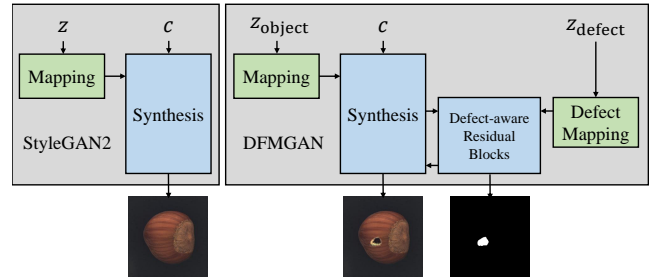 z
c
Mapping
Synthesis
StyleGAN2
z_object
c
z_defect
Mapping
Synthesis
Defect-aware
Residual
Blocks
Defect
Mapping
DFMGAN